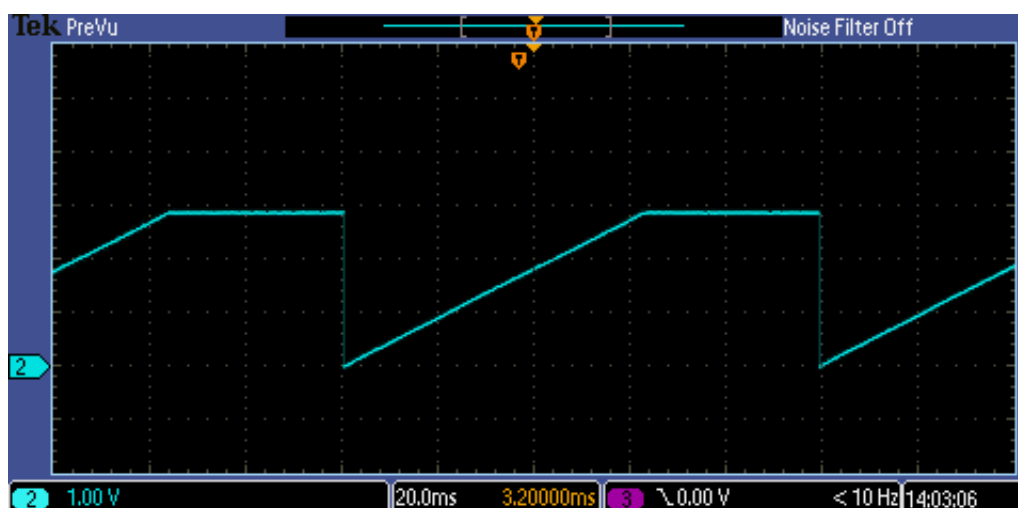 Tek PreVu Noise Filter Off
T
T
2
2 1.00 V 20.0ms 3.20000ms 3 0.00 V < 10 Hz 14:03:06